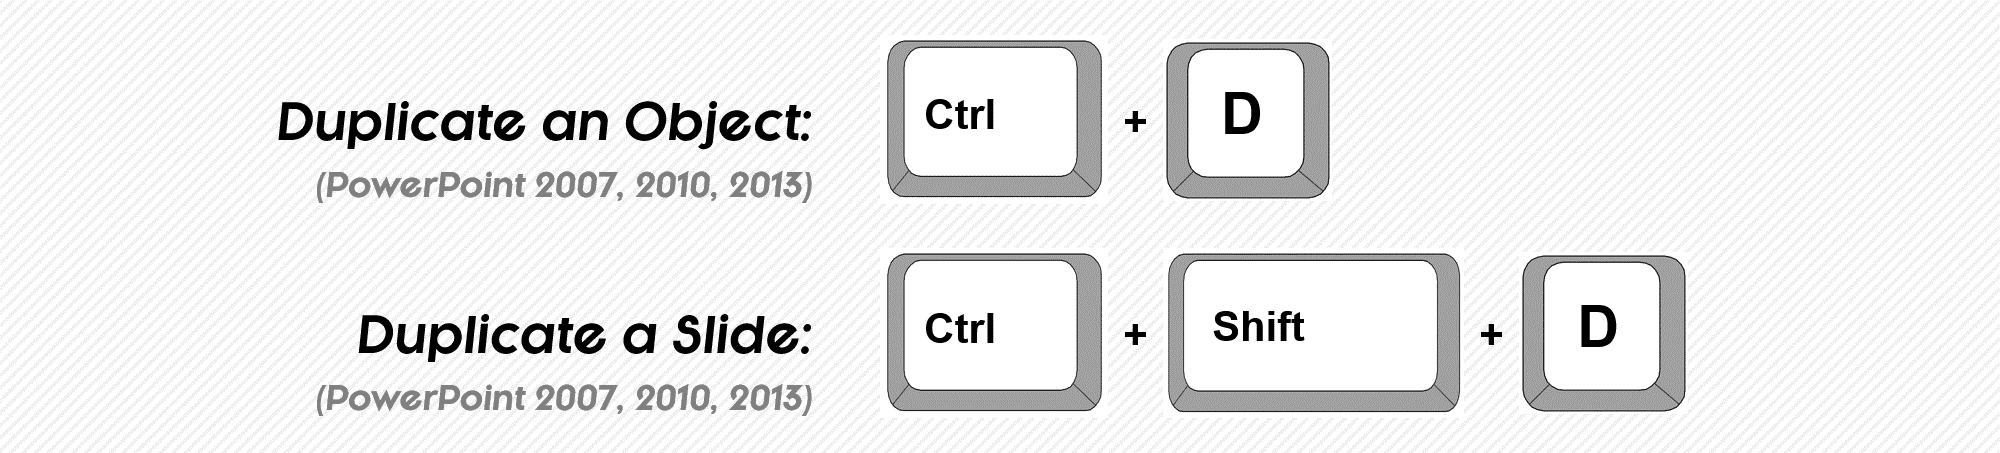 Duplicate an Object: Ctrl + D
(PowerPoint 2007, 2010, 2013)
Duplicate a Slide: Ctrl + Shift + D
(PowerPoint 2007, 2010, 2013)